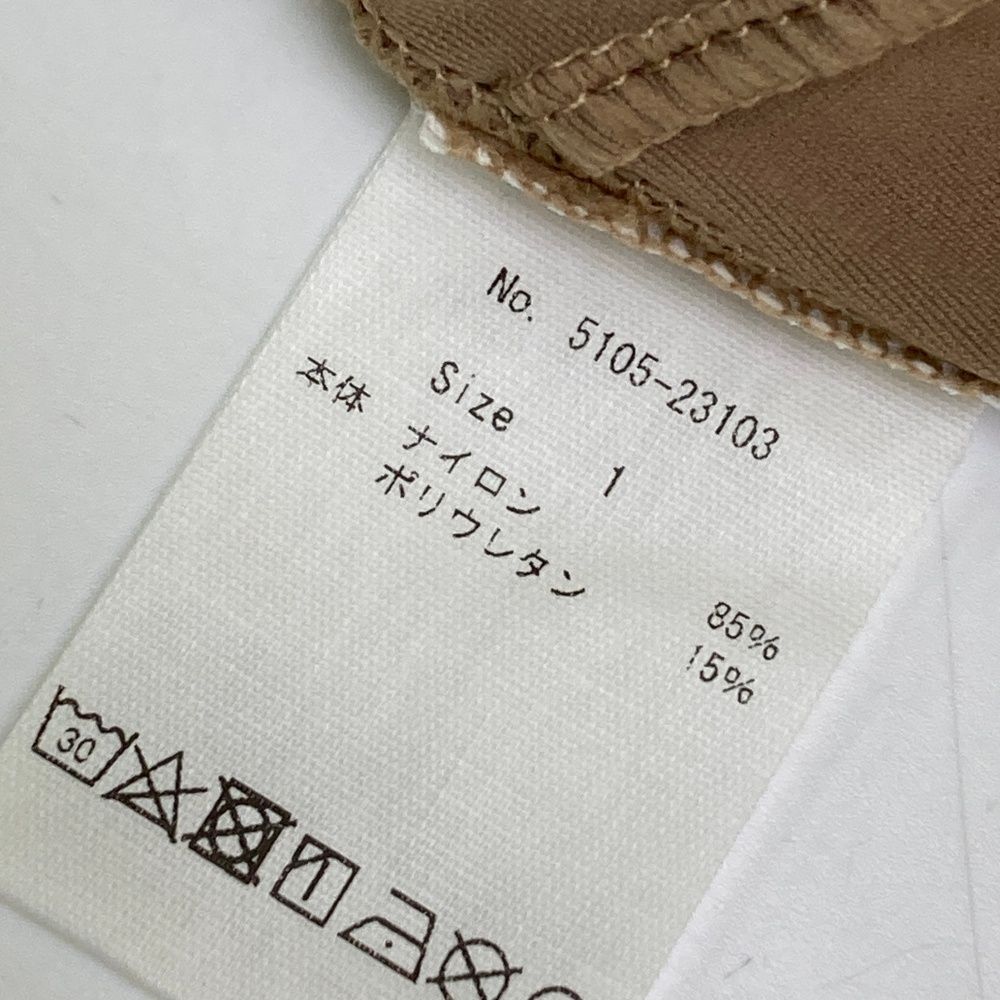 No. 5105-23103
Size 1
本体 ナイロン 85%
ポリウレタン 15%
30